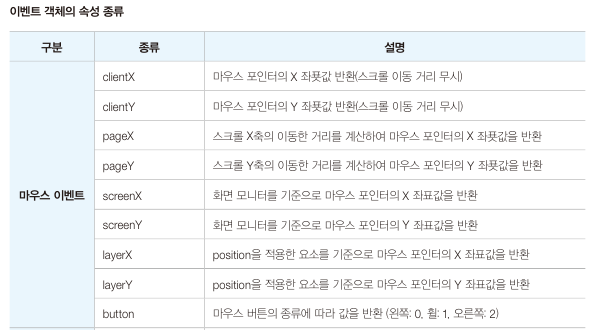 이벤트 객체의 속성 종류
구분 종류 설명
마우스 이벤트
clientX 마우스 포인터의 X 좌푯값 반환(스크롤 이동 거리 무시)
clientY 마우스 포인터의 Y 좌푯값 반환(스크롤 이동 거리 무시)
pageX 스크롤 X축의 이동한 거리를 계산하여 마우스 포인터의 X 좌푯값을 반환
pageY 스크롤 Y축의 이동한 거리를 계산하여 마우스 포인터의 Y 좌푯값을 반환
screenX 화면 모니터를 기준으로 마우스 포인터의 X 좌표값을 반환
screenY 화면 모니터를 기준으로 마우스 포인터의 Y 좌표값을 반환
layerX position을 적용한 요소를 기준으로 마우스 포인터의 X 좌표값을 반환
layerY position을 적용한 요소를 기준으로 마우스 포인터의 Y 좌표값을 반환
button 마우스 버튼의 종류에 따라 값을 반환 (왼쪽: 0, 휠: 1, 오른쪽: 2)